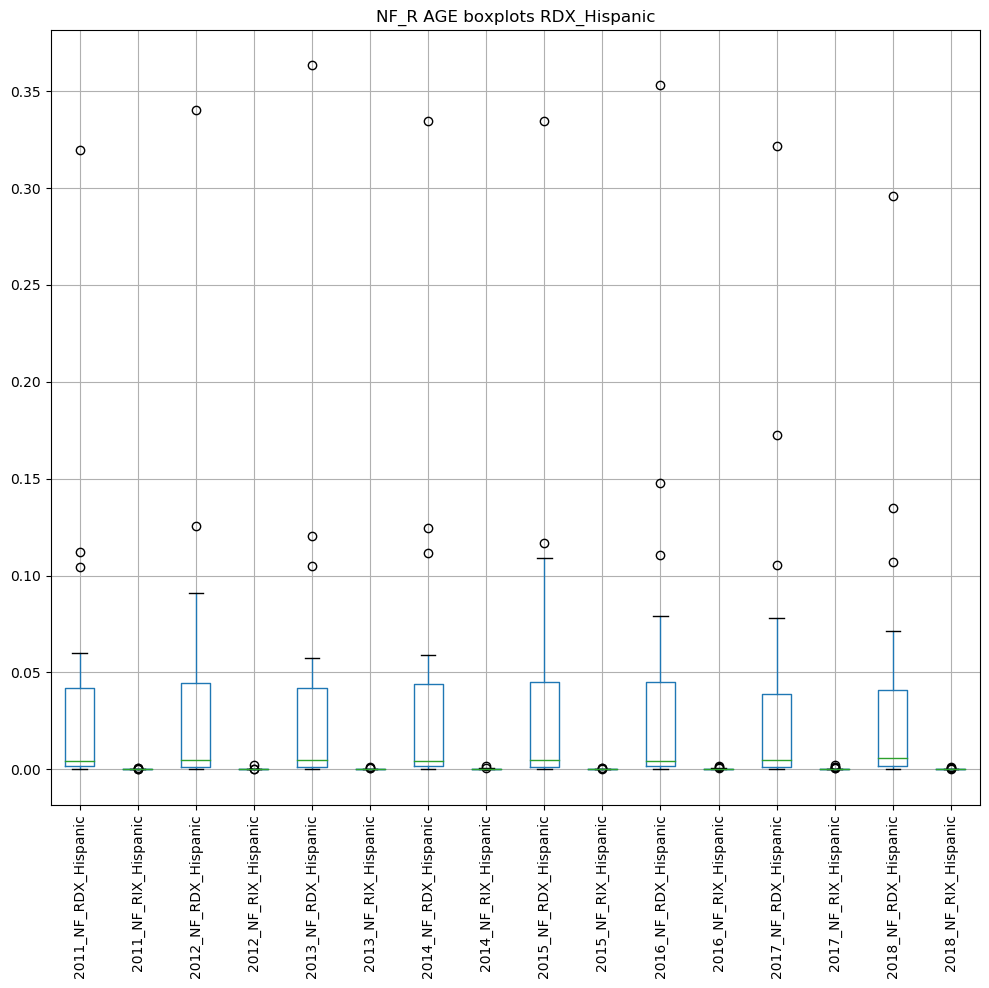 NF_R AGE boxplots RDX_Hispanic
0.35
0.30
0.25
0.20
0.15
0.10
0.05
0.00
2011_NF_RDX_Hispanic
2011_NF_RIX_Hispanic
2012_NF_RDX_Hispanic
2012_NF_RIX_Hispanic
2013_NF_RDX_Hispanic
2013_NF_RIX_Hispanic
2014_NF_RDX_Hispanic
2014_NF_RIX_Hispanic
2015_NF_RDX_Hispanic
2015_NF_RIX_Hispanic
2016_NF_RDX_Hispanic
2016_NF_RIX_Hispanic
2017_NF_RDX_Hispanic
2017_NF_RIX_Hispanic
2018_NF_RDX_Hispanic
2018_NF_RIX_Hispanic